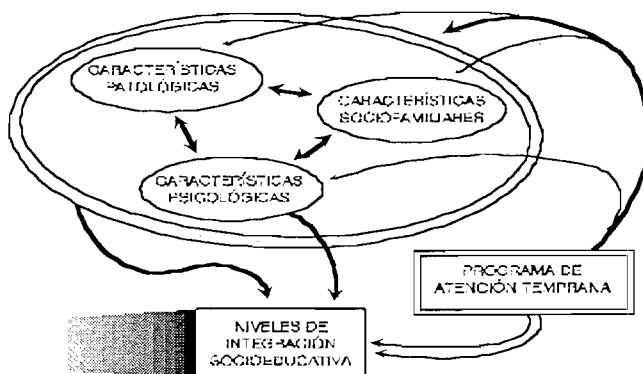 CARACTERÍSTICAS
PATOLÓGICAS
CARACTERÍSTICAS
SOCIOFAMILIARES
CARACTERÍSTICAS
PSICOLÓGICAS
PROGRAMA DE
ATENCIÓN TEMPRANA
NIVELES DE
INTEGRACIÓN
SOCIOEDUCATIVA